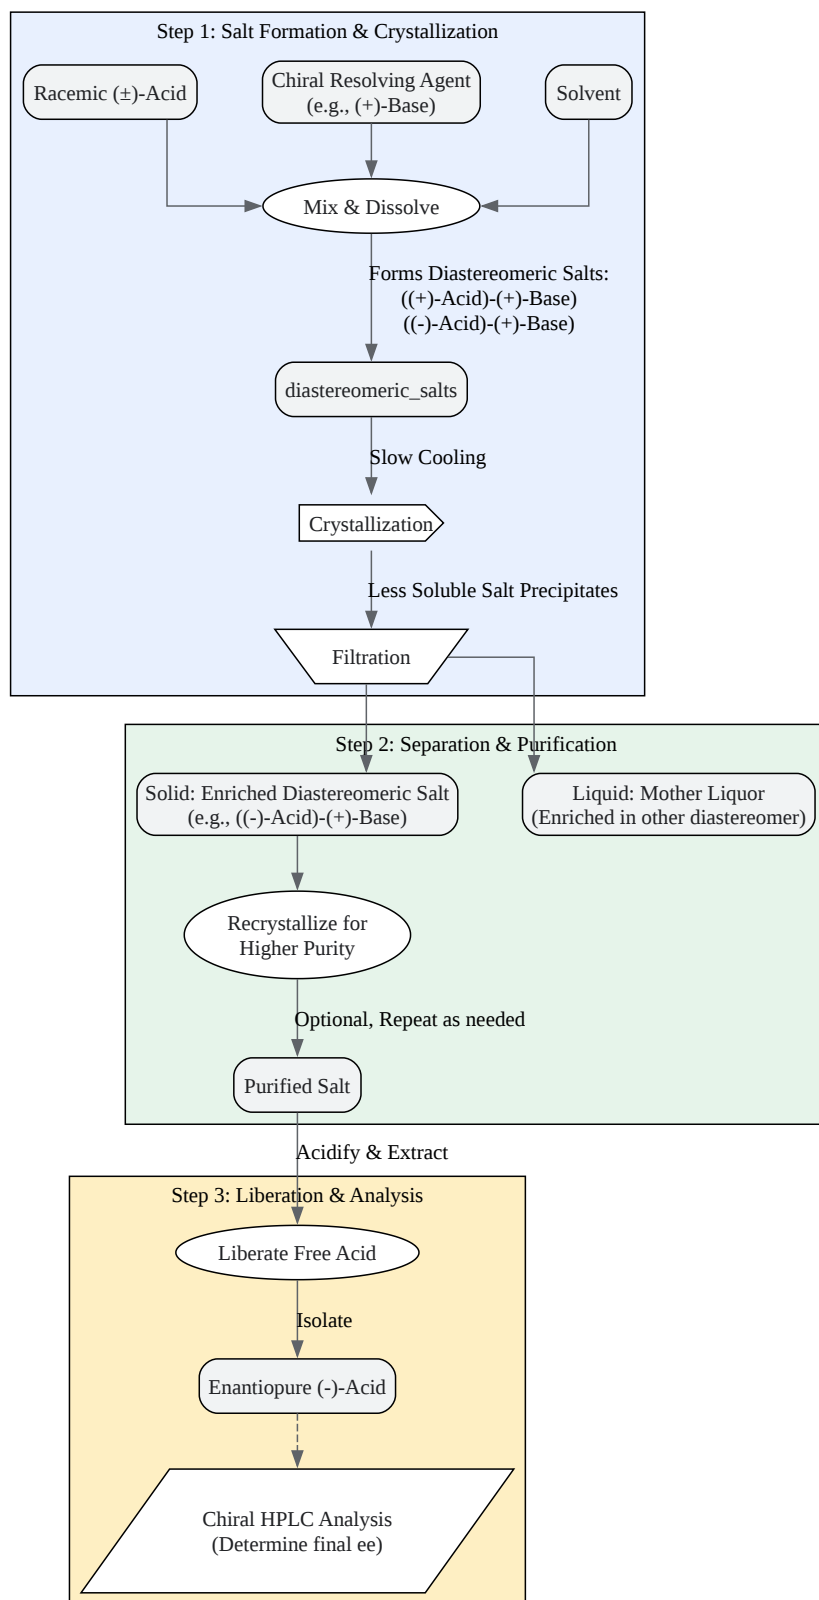 Step 1: Salt Formation & Crystallization
Racemic (±)-Acid
Chiral Resolving Agent
(e.g., (+)-Base)
Solvent
Mix & Dissolve
Forms Diastereomeric Salts:
((+)-Acid)-(+)-Base)
((-)-Acid)-(+)-Base)
diastereomeric_salts
Slow Cooling
Crystallization
Less Soluble Salt Precipitates
Filtration
Step 2: Separation & Purification
Solid: Enriched Diastereomeric Salt
(e.g., ((-)-Acid)-(+)-Base)
Liquid: Mother Liquor
(Enriched in other diastereomer)
Recrystallize for
Higher Purity
Optional, Repeat as needed
Purified Salt
Acidify & Extract
Step 3: Liberation & Analysis
Liberate Free Acid
Isolate
Enantiopure (-)-Acid
Chiral HPLC Analysis
(Determine final ee)